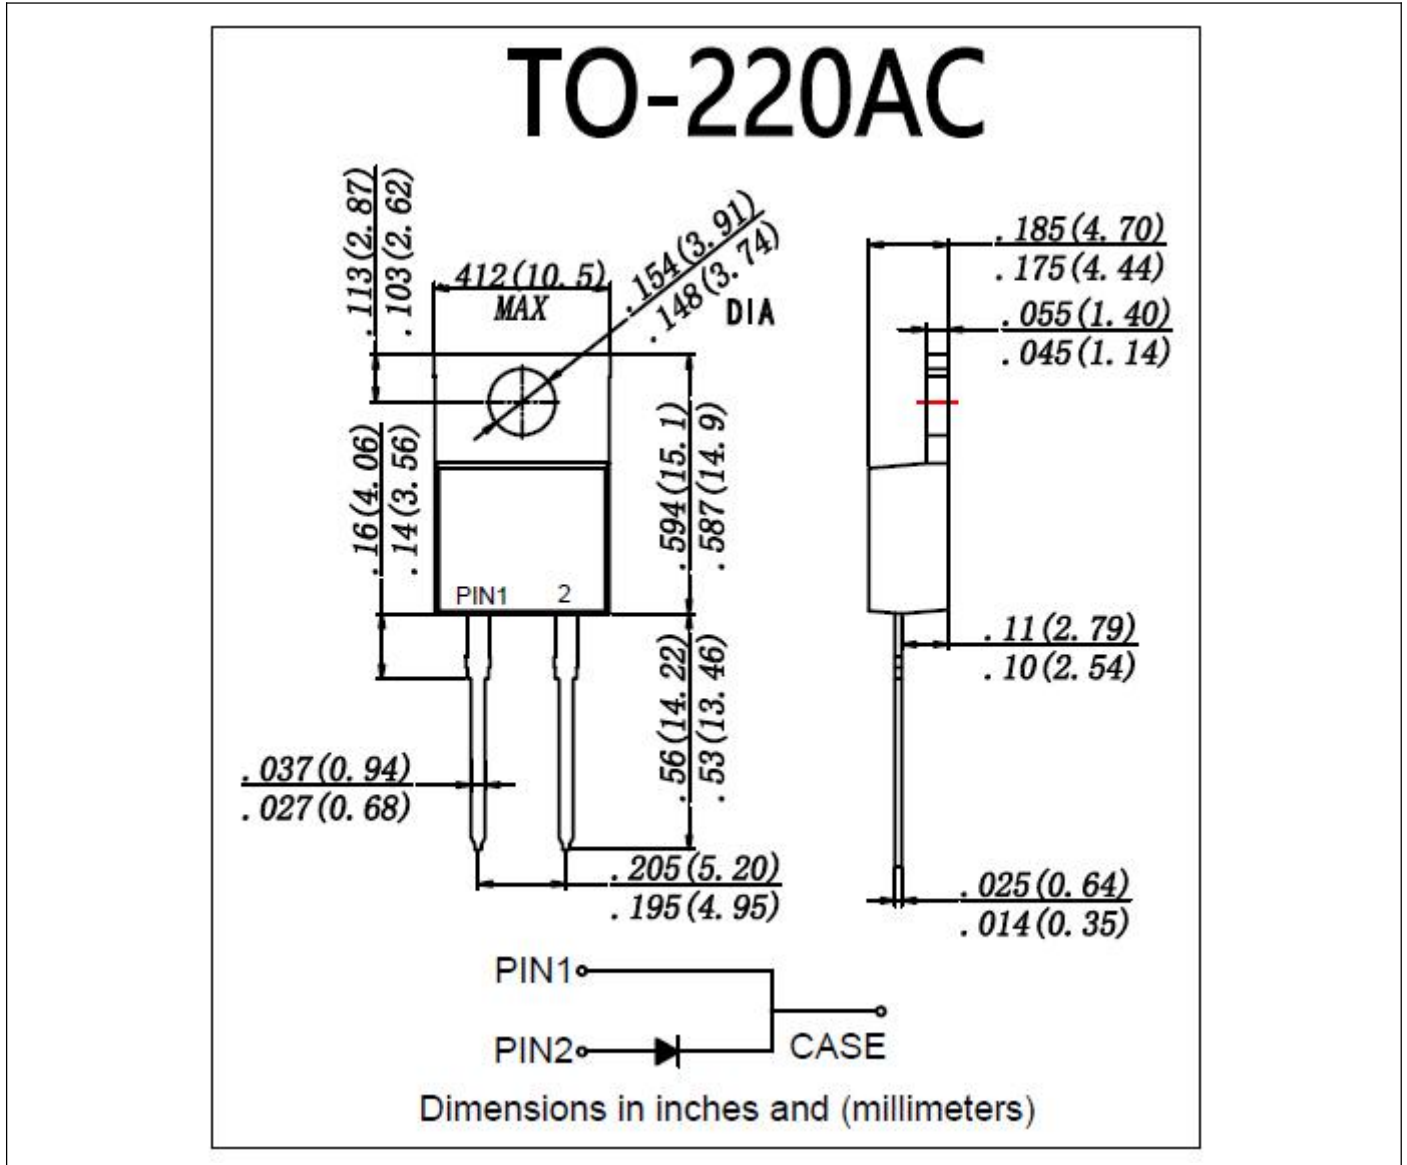 TO-220AC
.113(2.87)
.103(2.62)
.412(10.5)
MAX
.154(3.91)
.148(3.74)
DIA
.185(4.70)
.175(4.44)
.055(1.40)
.045(1.14)
.16(4.06)
.14(3.56)
.594(15.1)
.587(14.9)
PIN1 2
.11(2.79)
.10(2.54)
.56(14.22)
.53(13.46)
.037(0.94)
.027(0.68)
.205(5.20)
.195(4.95)
.025(0.64)
.014(0.35)
PIN1
PIN2
CASE
Dimensions in inches and (millimeters)